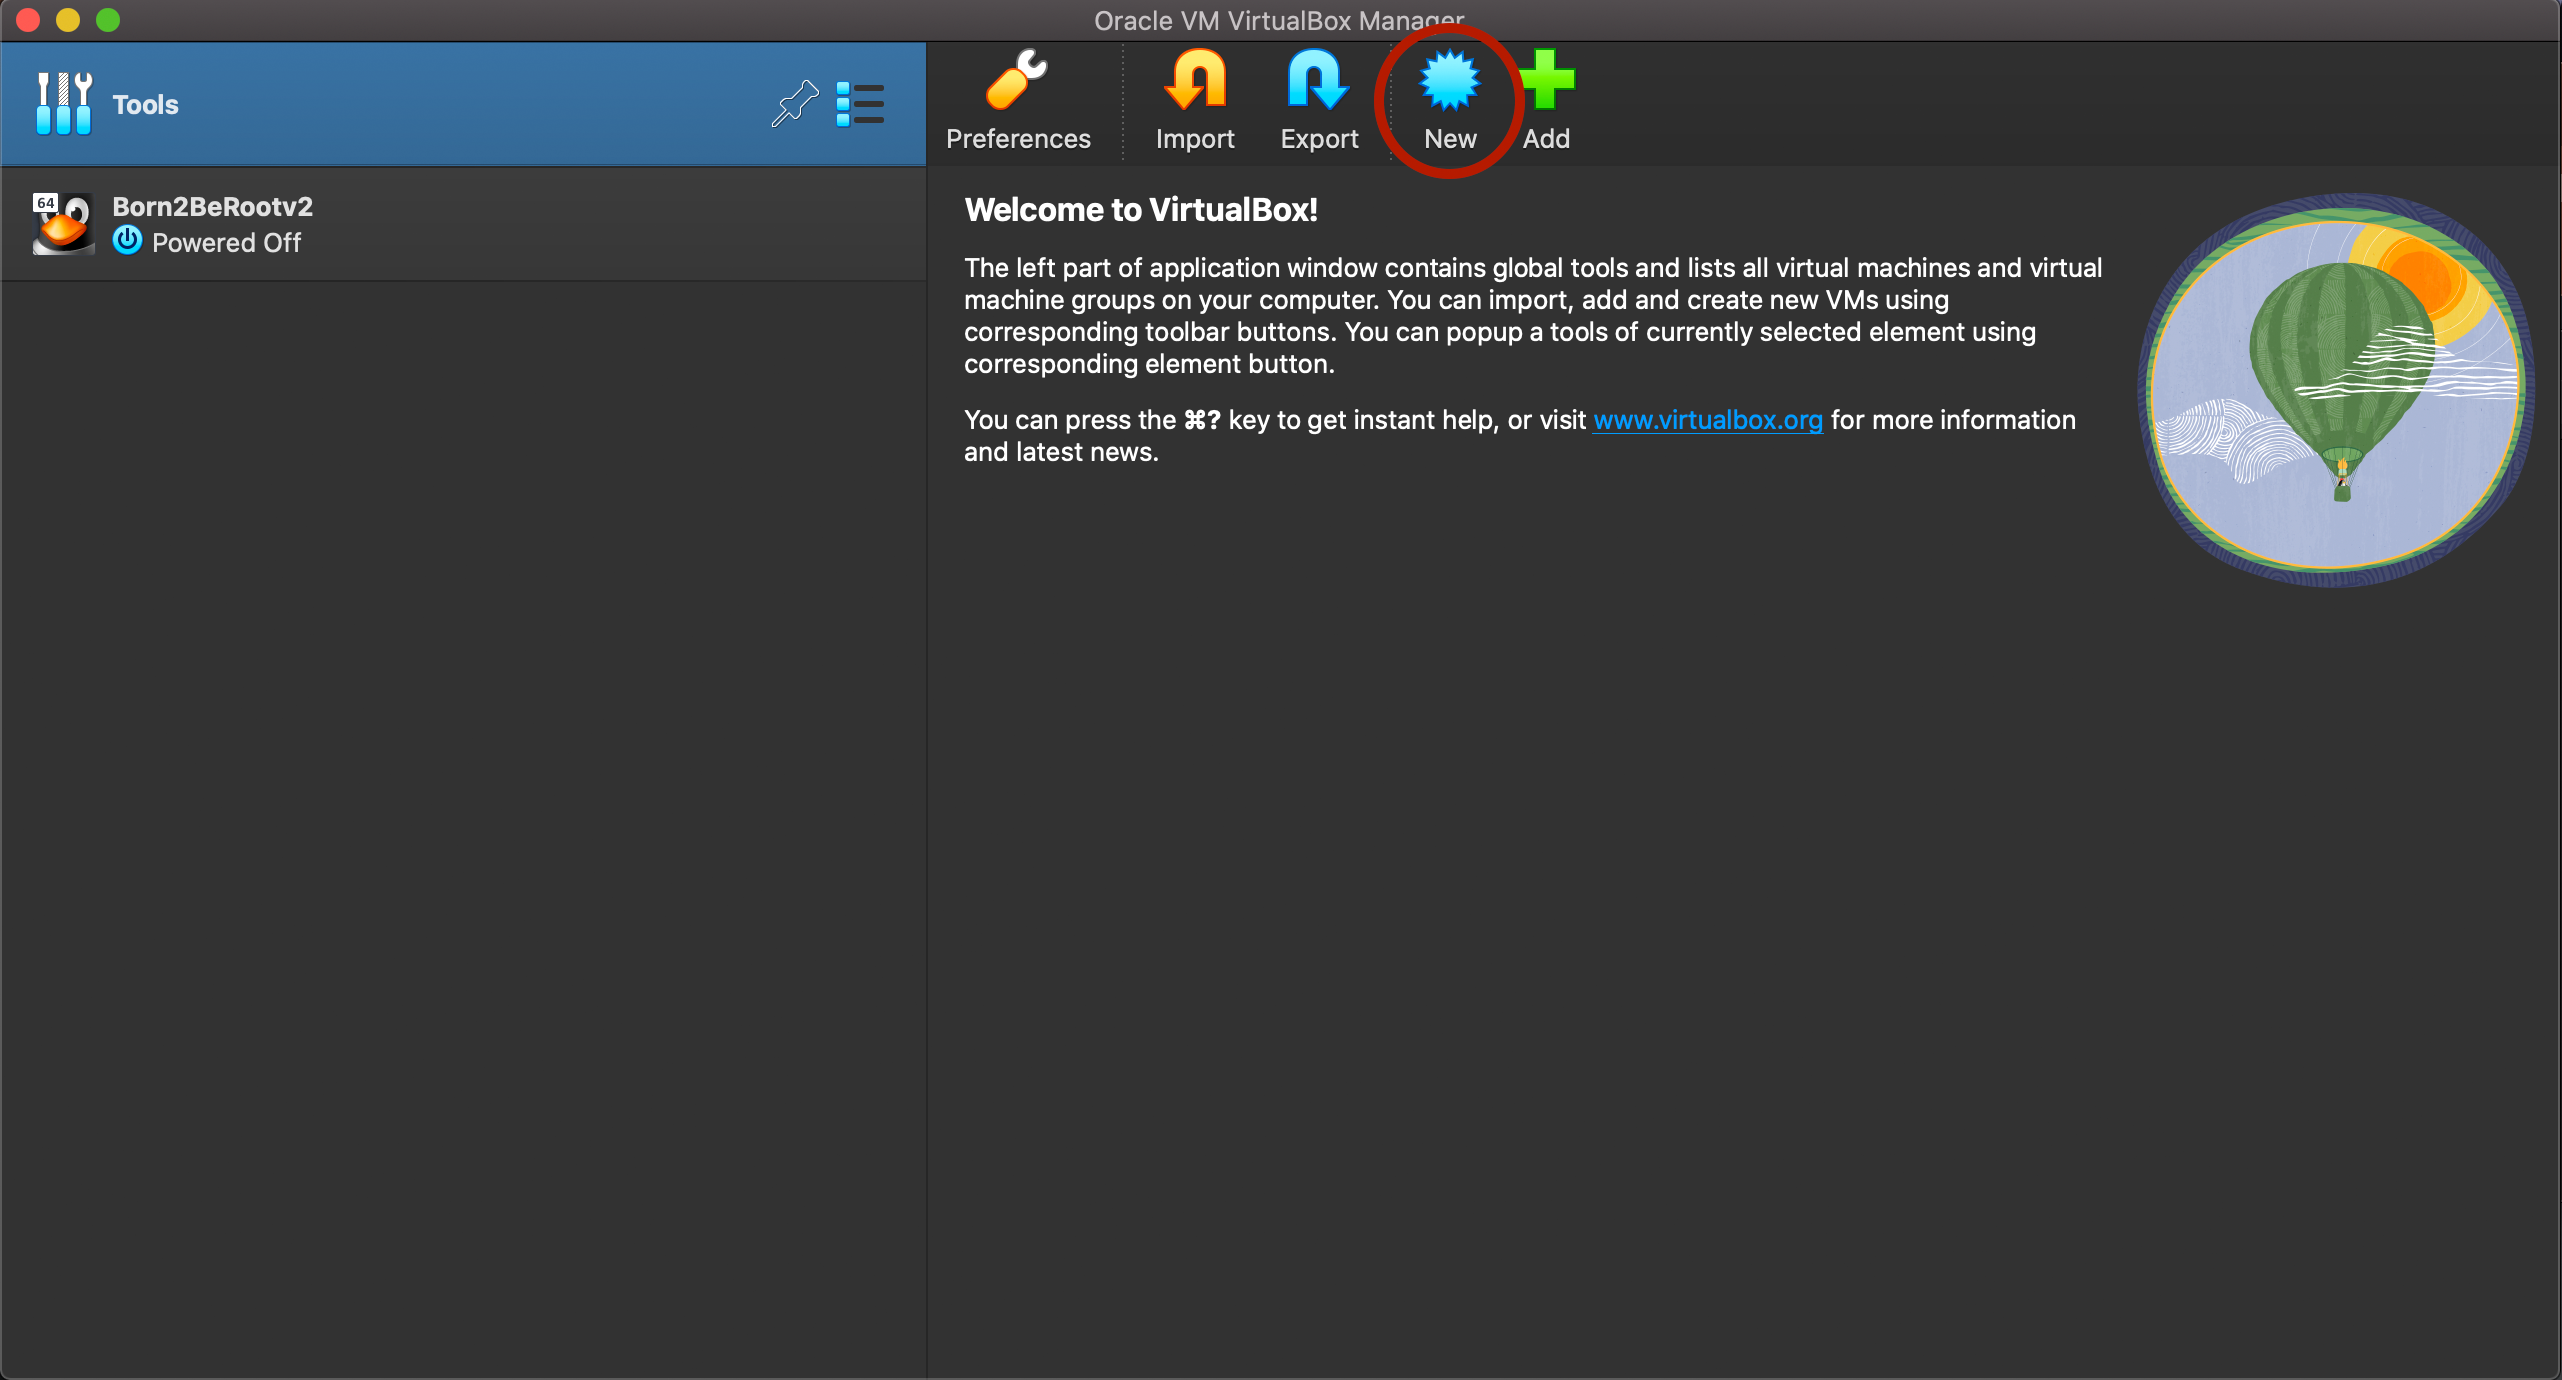 Oracle VM VirtualBox Manager
Tools
Preferences
Import
Export
New
Add
64
Born2BeRootv2
Powered Off
Welcome to VirtualBox!
The left part of application window contains global tools and lists all virtual machines and virtual
machine groups on your computer. You can import, add and create new VMs using
corresponding toolbar buttons. You can popup a tools of currently selected element using
corresponding element button.
You can press the ⌘? key to get instant help, or visit www.virtualbox.org for more information
and latest news.